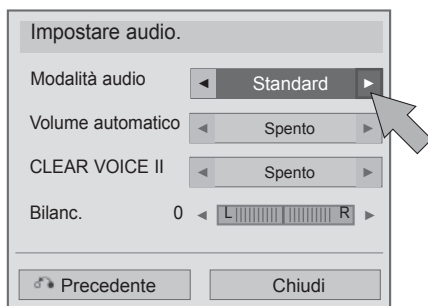 Impostare audio.
Modalità audio ◄ Standard ►
Volume automatico ◄ Spento ►
CLEAR VOICE II ◄ Spento ►
Bilanc. 0 ◄ L R ►
Precedente Chiudi